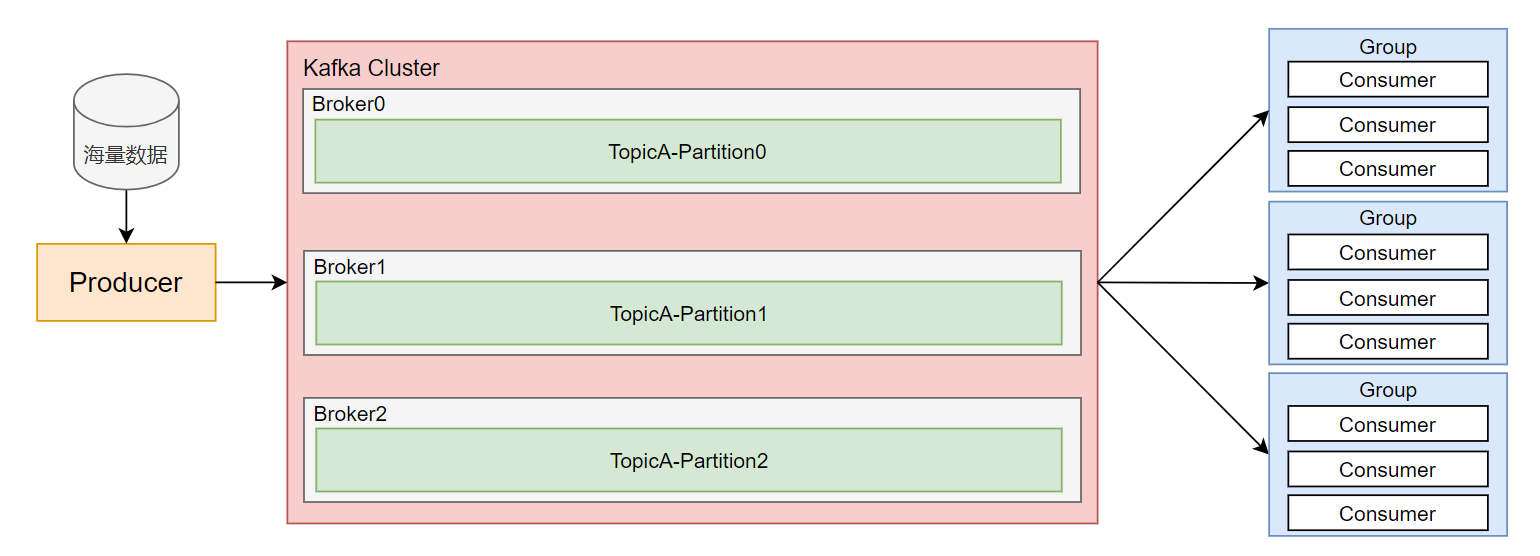 海量数据
Producer
Kafka Cluster
Broker0
TopicA-Partition0
Broker1
TopicA-Partition1
Broker2
TopicA-Partition2
Group
Consumer
Consumer
Consumer
Group
Consumer
Consumer
Consumer
Group
Consumer
Consumer
Consumer